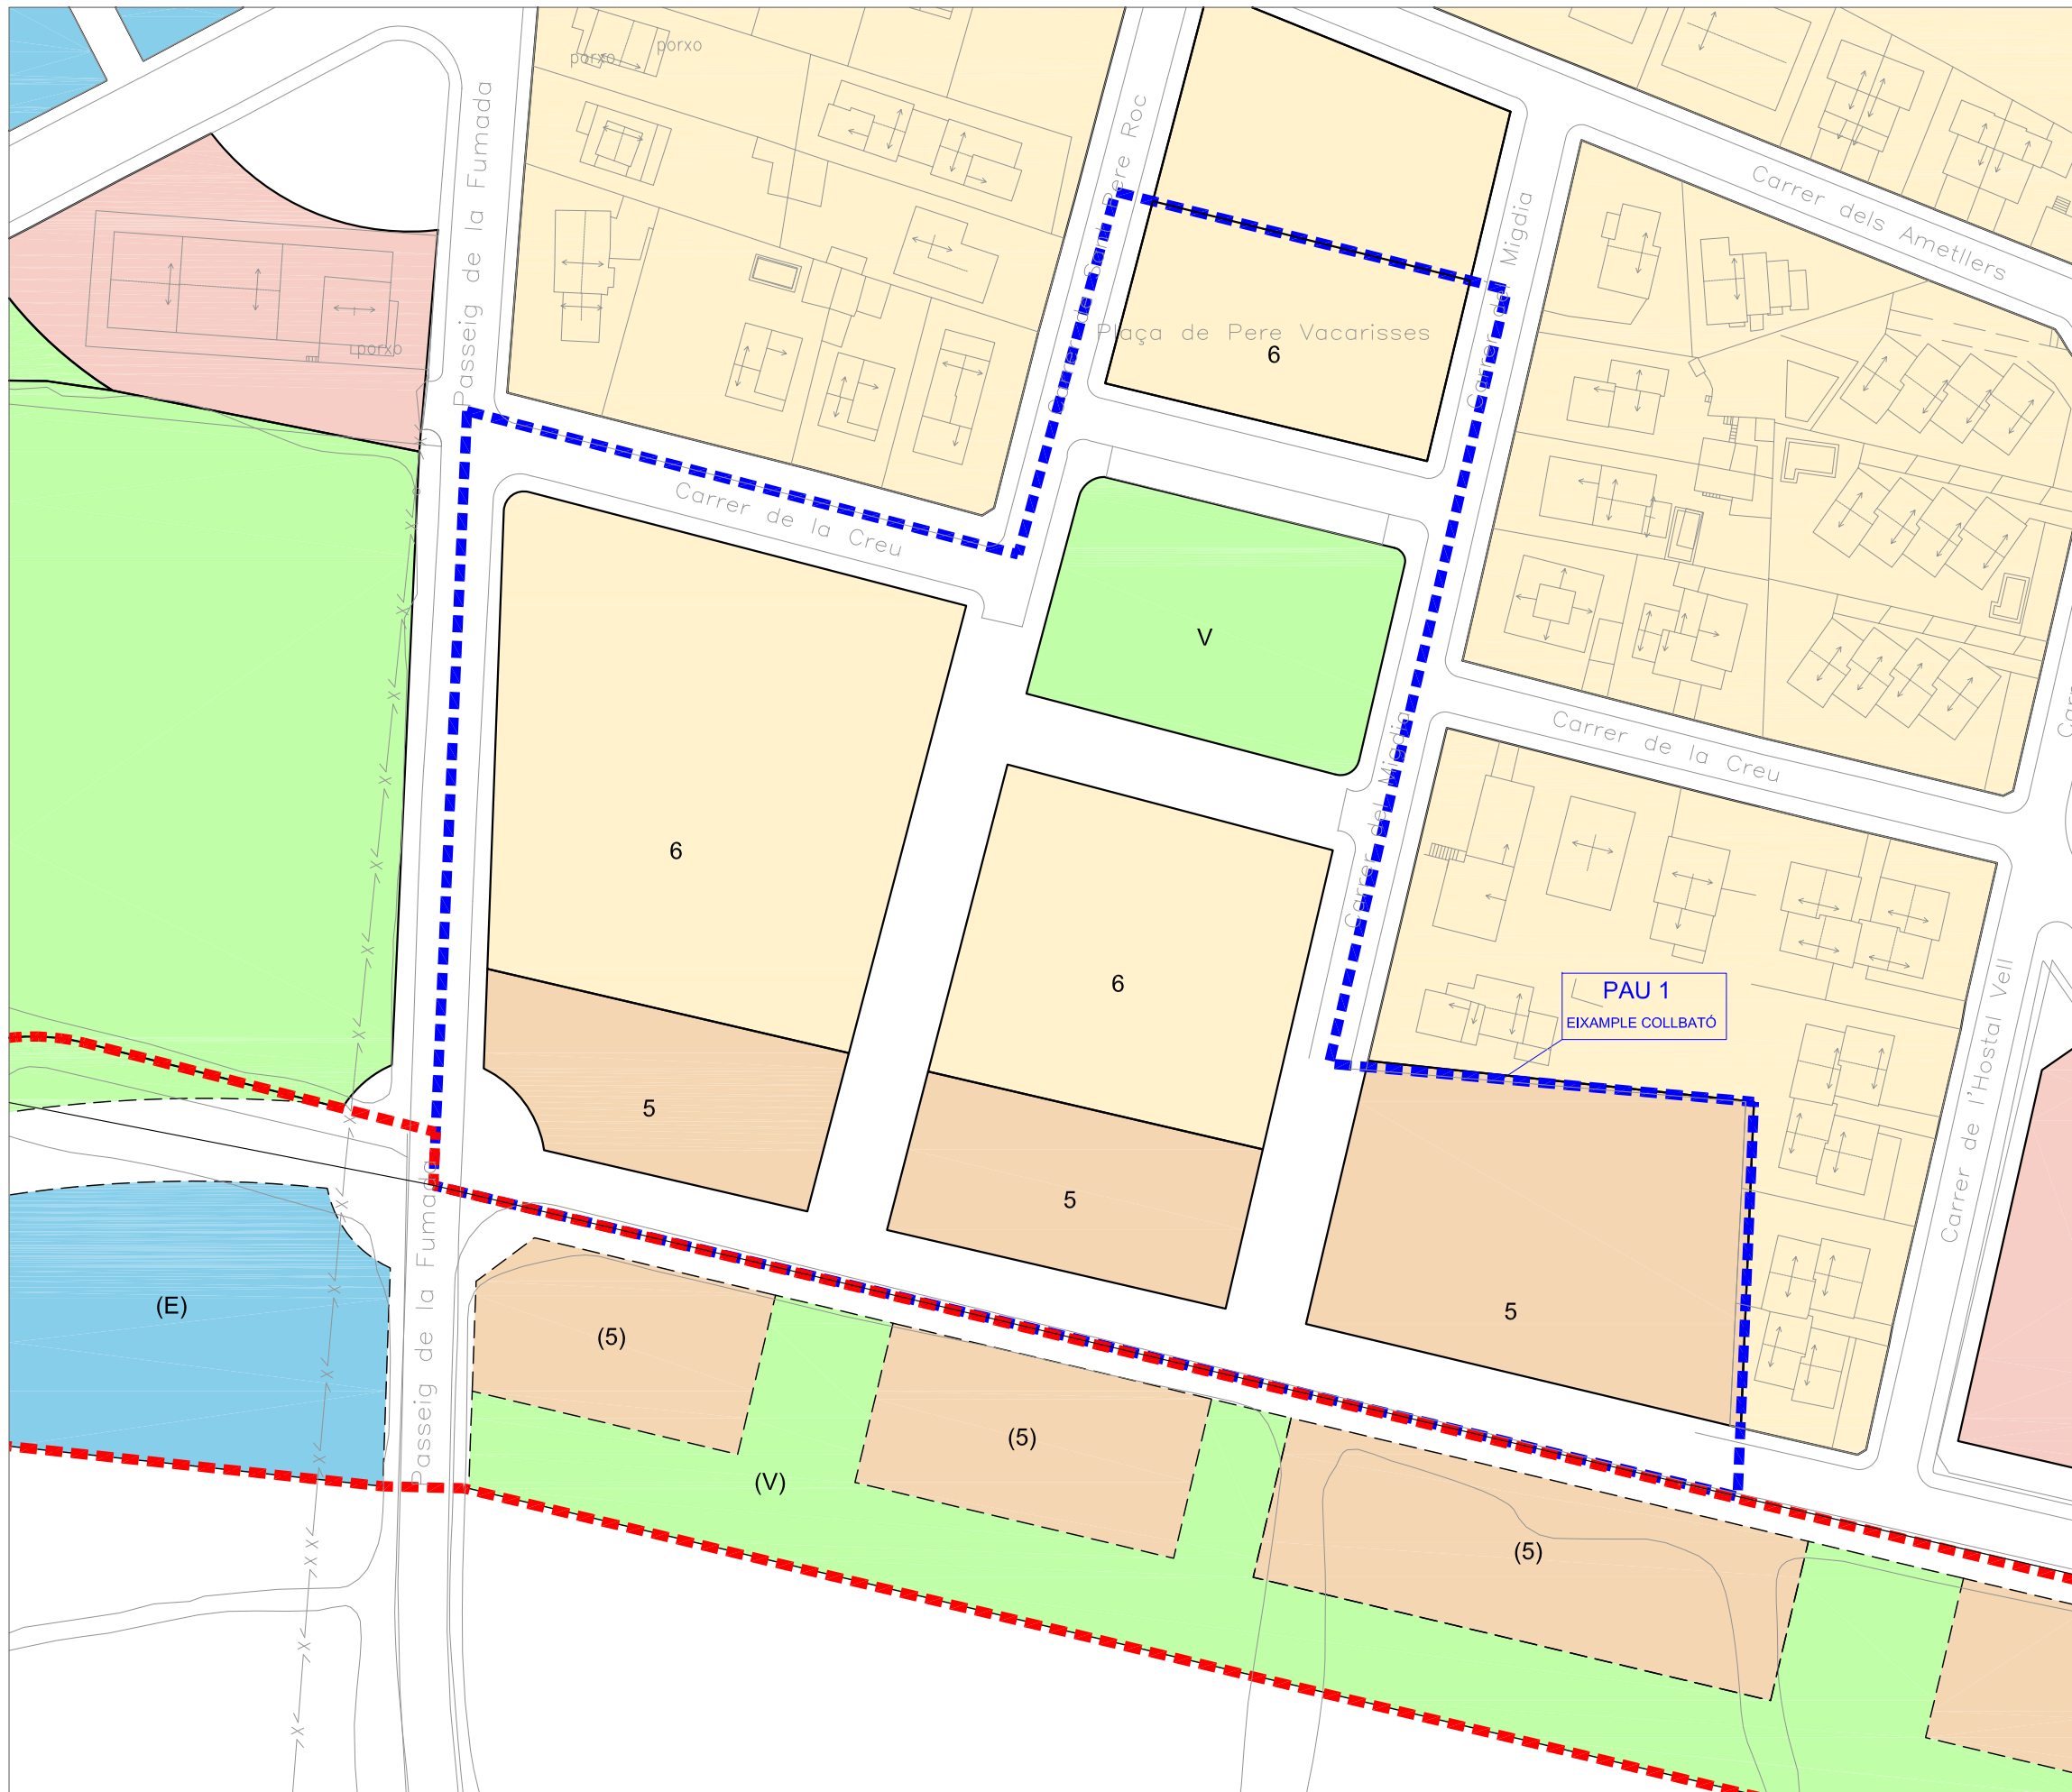 porxo
porxo
Passeig de la Fumada
Carrer de Sant Pere Roc
Carrer dels Ametllers
Carrer del Migdia
Plaça de Pere Vacarisses
6
porxo
Carrer de la Creu
V
Carrer de la Creu
Carrer del Migdia
6
6
PAU 1
EIXAMPLE COLLBATÓ
Carrer de l'Hostal Vell
5
5
5
Passeig de la Fumada
(E)
(5)
(5)
(V)
(5)